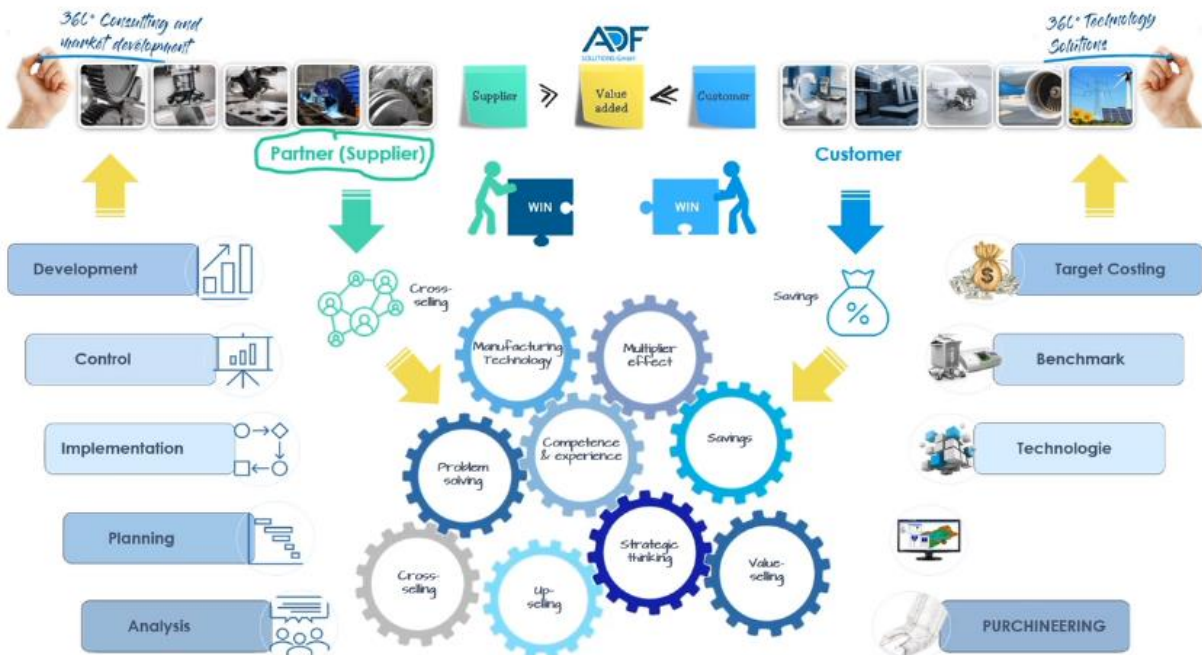 360° Consulting and
market development
ADF
SOLUTIONS GmbH
360° Technology
Solutions
Supplier
Value
added
Customer
Partner (Supplier)
Customer
WIN
WIN
Development
Cross-
selling
Savings
%
$
Target Costing
Manufacturing
Technology
Multiplier
effect
Control
Benchmark
Implementation
Problem
solving
Competence
& experience
Savings
Technologie
Planning
Cross-
selling
Up-
selling
Strategic
thinking
Value-
selling
Analysis
PURCHINEERING